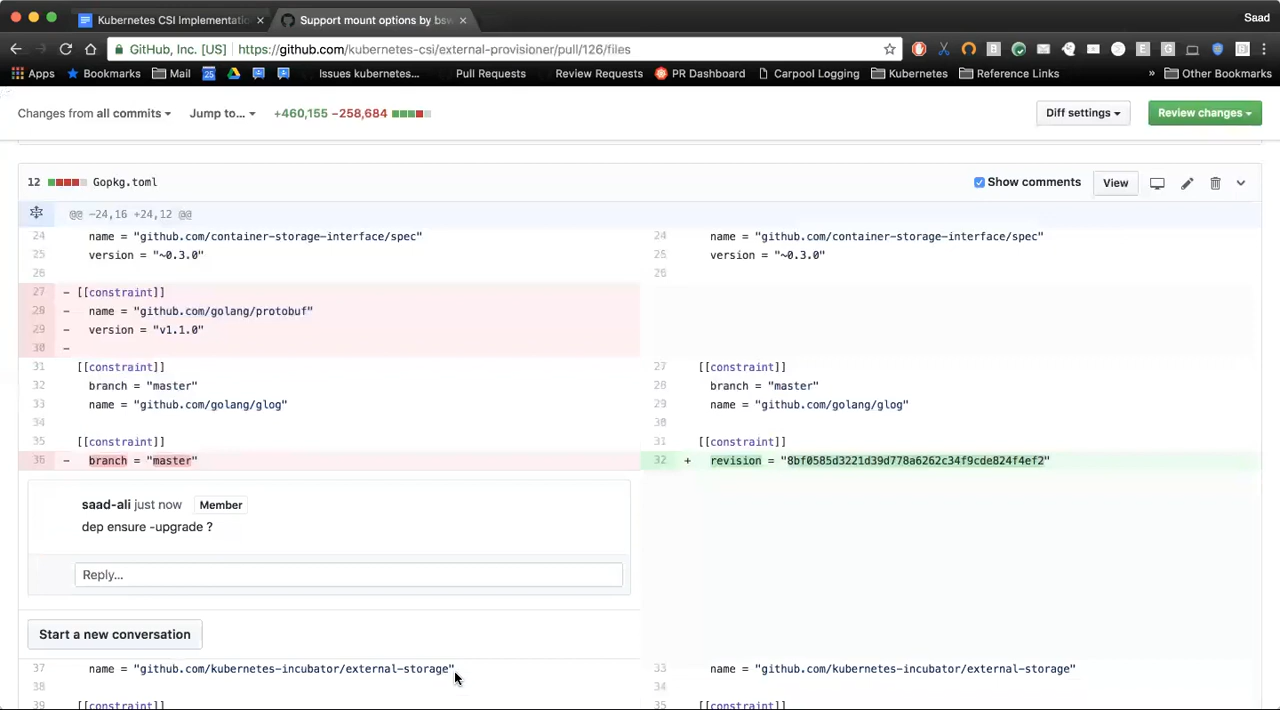 Kubernetes CSI Implementatio × Support mount options by bsw × Saad
GitHub, Inc. [US] https://github.com/kubernetes-csi/external-provisioner/pull/126/files
Apps Bookmarks Mail 25 Issues kubernetes... Pull Requests Review Requests PR Dashboard Carpool Logging Kubernetes Reference Links » Other Bookmarks
Changes from all commits Jump to... +460,155 −258,684 Diff settings Review changes
12 Gopkg.toml Show comments View
@@ −24,16 +24,12 @@
24 name = "github.com/container-storage-interface/spec" 24 name = "github.com/container-storage-interface/spec"
25 version = "~0.3.0" 25 version = "~0.3.0"
26 26
27 - [[constraint]]
28 - name = "github.com/golang/protobuf"
29 - version = "v1.1.0"
30 -
31 [[constraint]] 27 [[constraint]]
32 branch = "master" 28 branch = "master"
33 name = "github.com/golang/glog" 29 name = "github.com/golang/glog"
34 30
35 [[constraint]] 31 [[constraint]]
36 - branch = "master" 32 + revision = "8bf0585d3221d39d778a6262c34f9cde824f4ef2"
saad-ali just now Member
dep ensure -upgrade ?
Reply...
Start a new conversation
37 name = "github.com/kubernetes-incubator/external-storage" 33 name = "github.com/kubernetes-incubator/external-storage"
38 34
39 [[constraint]] 35 [[constraint]]